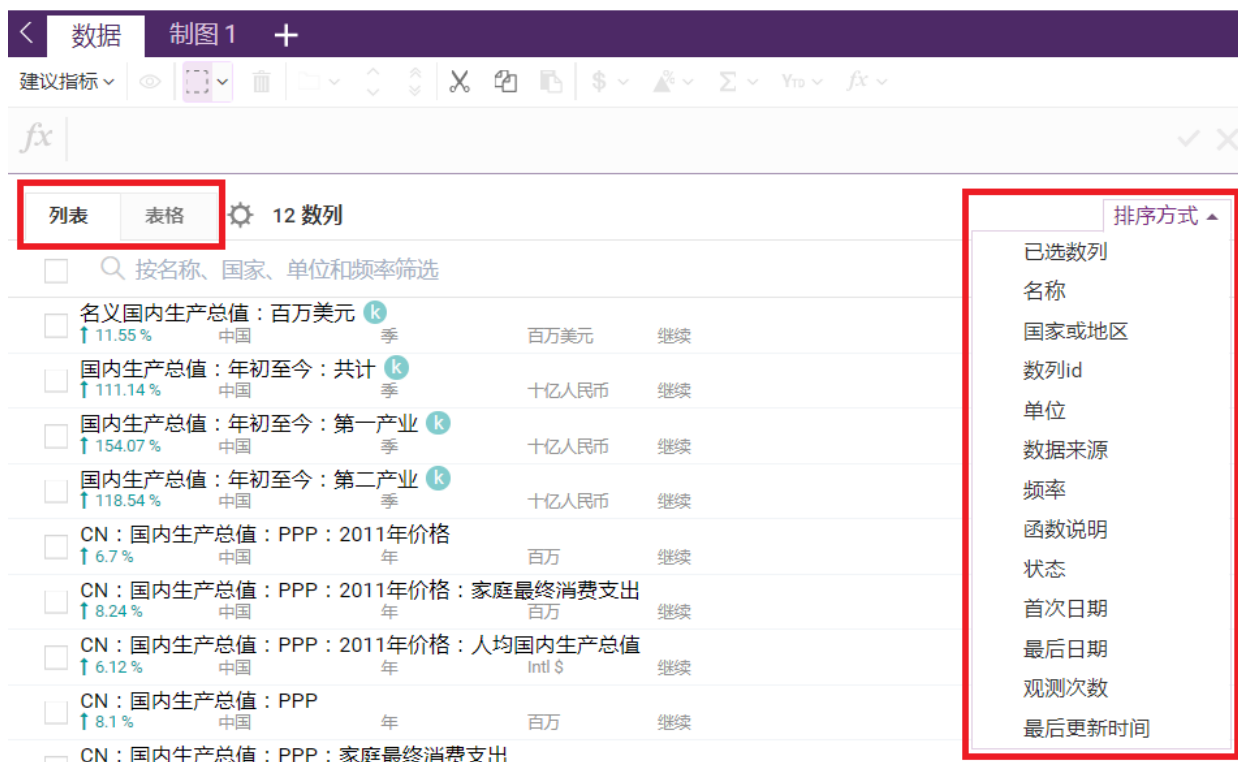 数据 制图 1 +
建议指标 $ % Σ YTD fx
fx
列表 表格 12 数列 排序方式
按名称、国家、单位和频率筛选
名义国内生产总值：百万美元 k
11.55 % 中国 季 百万美元 继续
国内生产总值：年初至今：共计 k
111.14 % 中国 季 十亿人民币 继续
国内生产总值：年初至今：第一产业 k
154.07 % 中国 季 十亿人民币 继续
国内生产总值：年初至今：第二产业 k
118.54 % 中国 季 十亿人民币 继续
CN：国内生产总值：PPP：2011年价格
6.7 % 中国 年 百万 继续
CN：国内生产总值：PPP：2011年价格：家庭最终消费支出
8.24 % 中国 年 百万 继续
CN：国内生产总值：PPP：2011年价格：人均国内生产总值
6.12 % 中国 年 Intl $ 继续
CN：国内生产总值：PPP
8.1 % 中国 年 百万 继续
CN：国内生产总值：PPP：家庭最终消费支出
已选数列
名称
国家或地区
数列id
单位
数据来源
频率
函数说明
状态
首次日期
最后日期
观测次数
最后更新时间